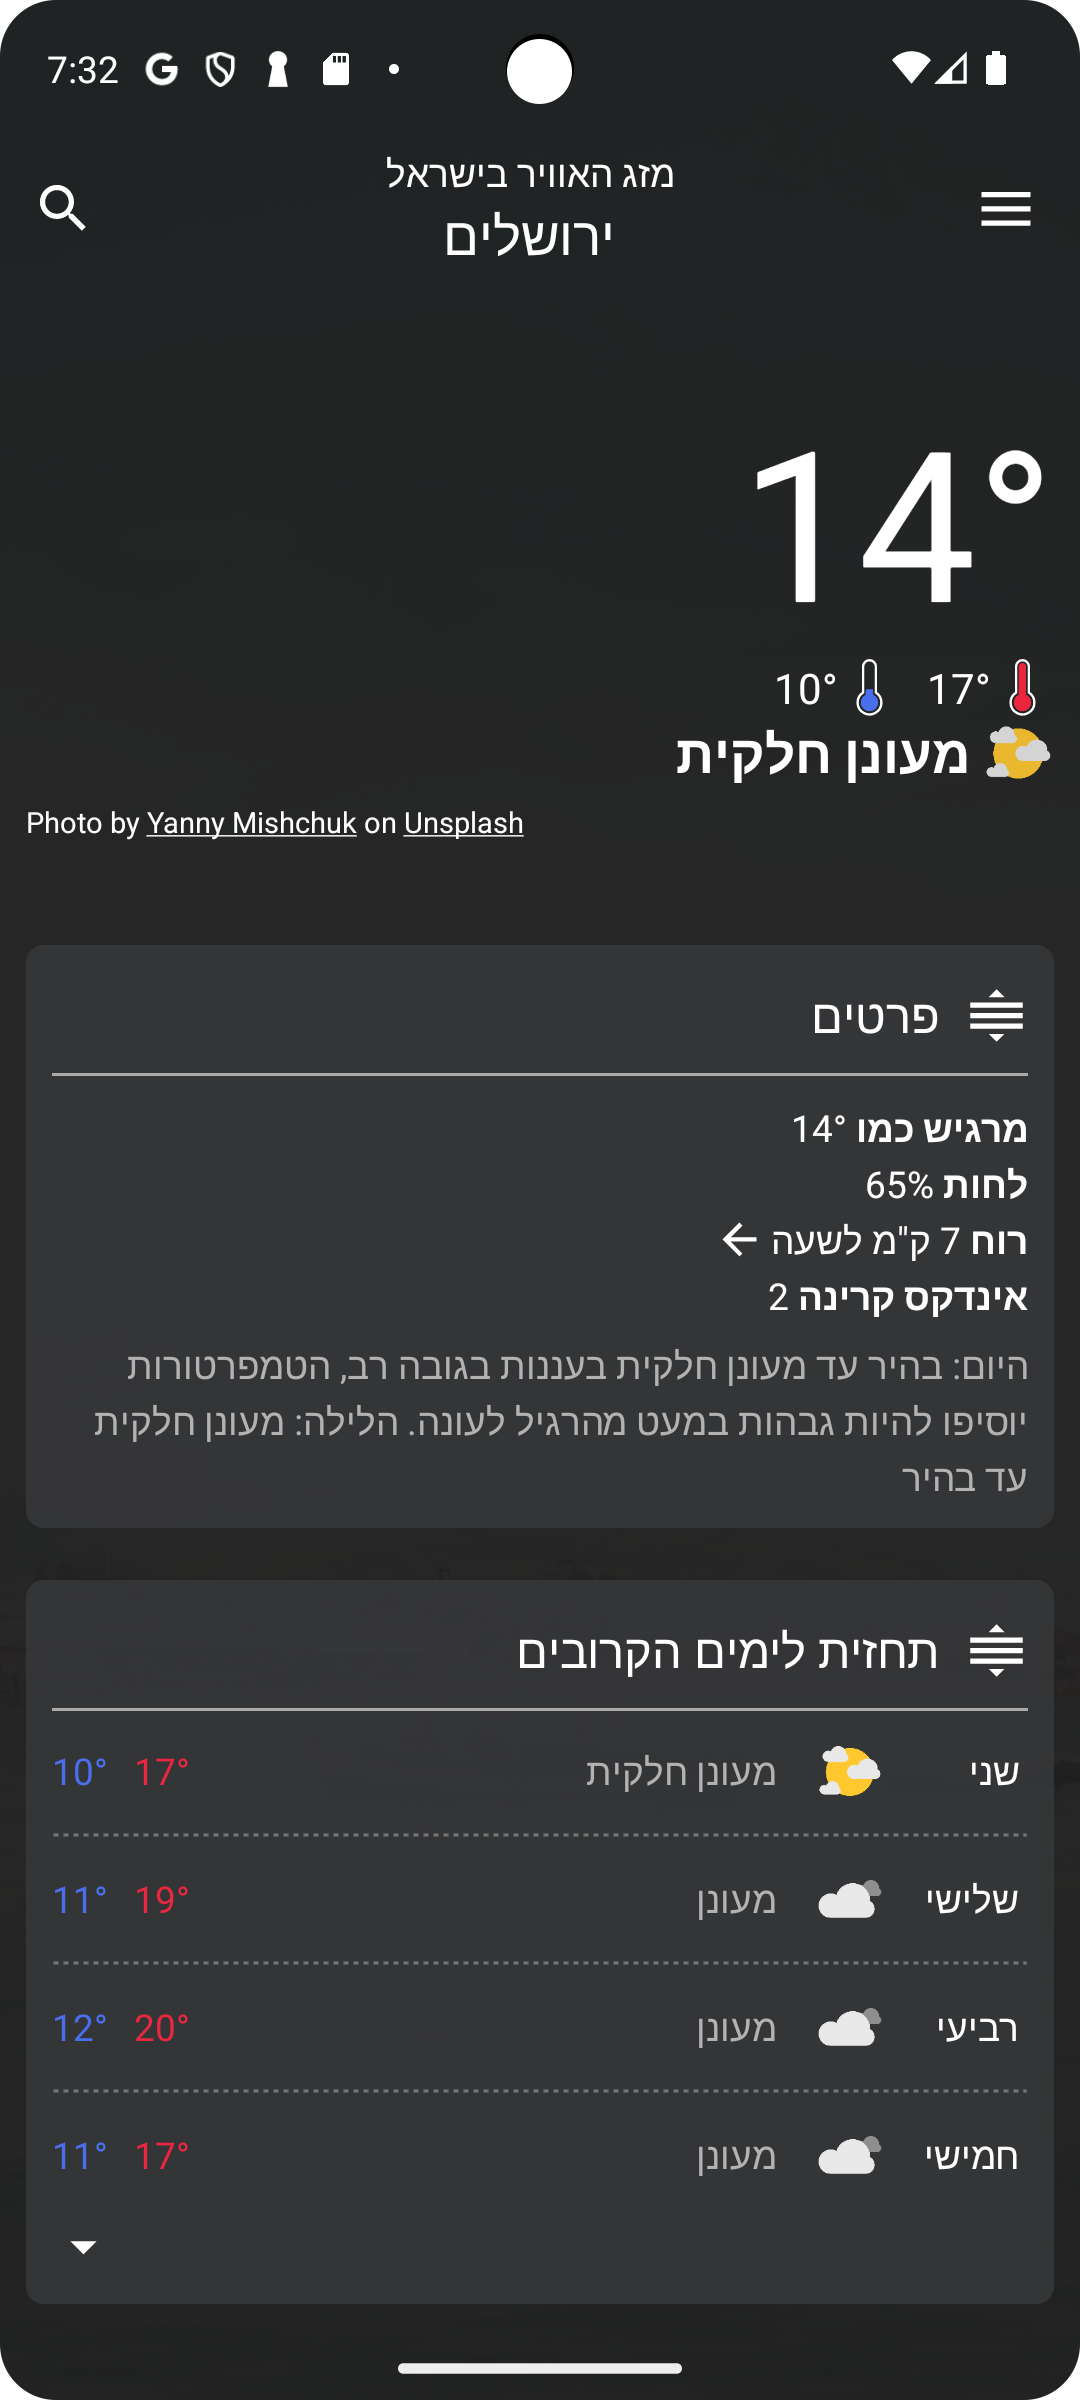 7:32
מזג האוויר בישראל
ירושלים
14°
17° 10°
מעונן חלקית
Photo by Yanny Mishchuk on Unsplash
פרטים
מרגיש כמו 14°
לחות 65%
רוח 7 ק"מ לשעה ←
אינדקס קרינה 2
היום: בהיר עד מעונן חלקית בעננות בגובה רב, הטמפרטורות
יוסיפו להיות גבהות במעט מהרגיל לעונה. הלילה: מעונן חלקית
עד בהיר
תחזית לימים הקרובים
שני מעונן חלקית 17° 10°
שלישי מעונן 19° 11°
רביעי מעונן 20° 12°
חמישי מעונן 17° 11°